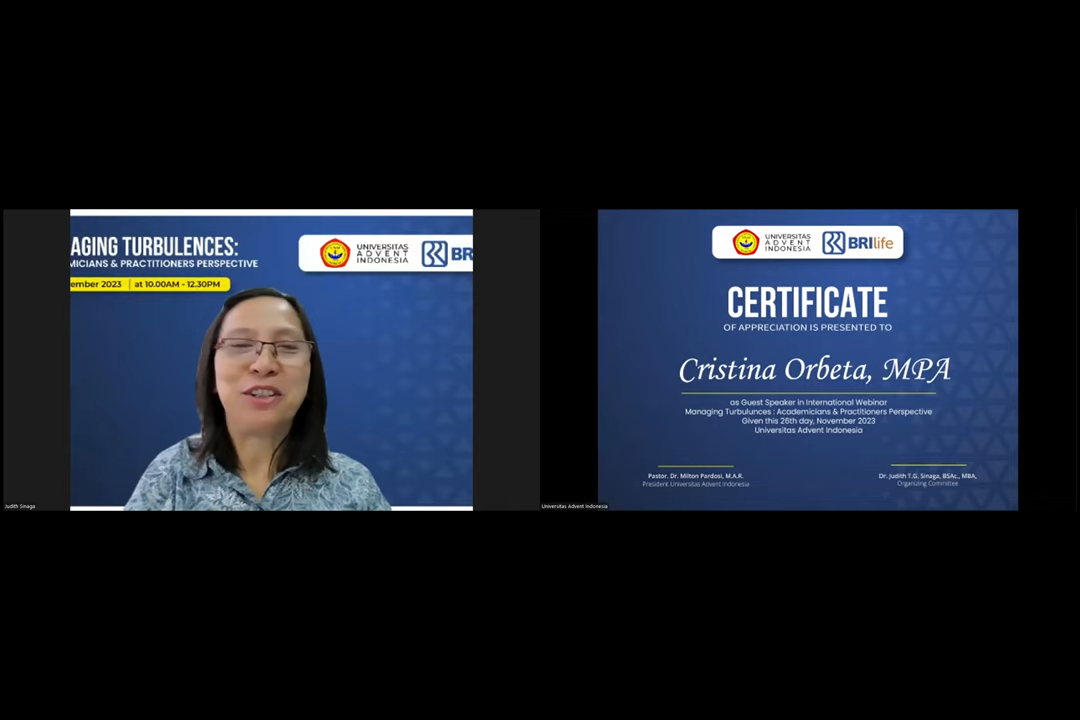 AGING TURBULENCES:
MICIANS & PRACTITIONERS PERSPECTIVE
ember 2023 | at 10.00AM - 12.30PM
UNIVERSITAS
ADVENT
INDONESIA
BRI
Judith Sinaga
UNIVERSITAS
ADVENT
INDONESIA
BRI life
CERTIFICATE
OF APPRECIATION IS PRESENTED TO
Cristina Orbeta, MPA
as Guest Speaker in International Webinar
Managing Turbulunces : Academicians & Practitioners Perspective
Given this 26th day, November 2023
Universitas Advent Indonesia
Pastor. Dr. Milton Pardosi, M.A.R.
President Universitas Advent Indonesia
Dr. Judith T.G. Sinaga, BSAc., MBA,
Organizing Committee
Universitas Advent Indonesia